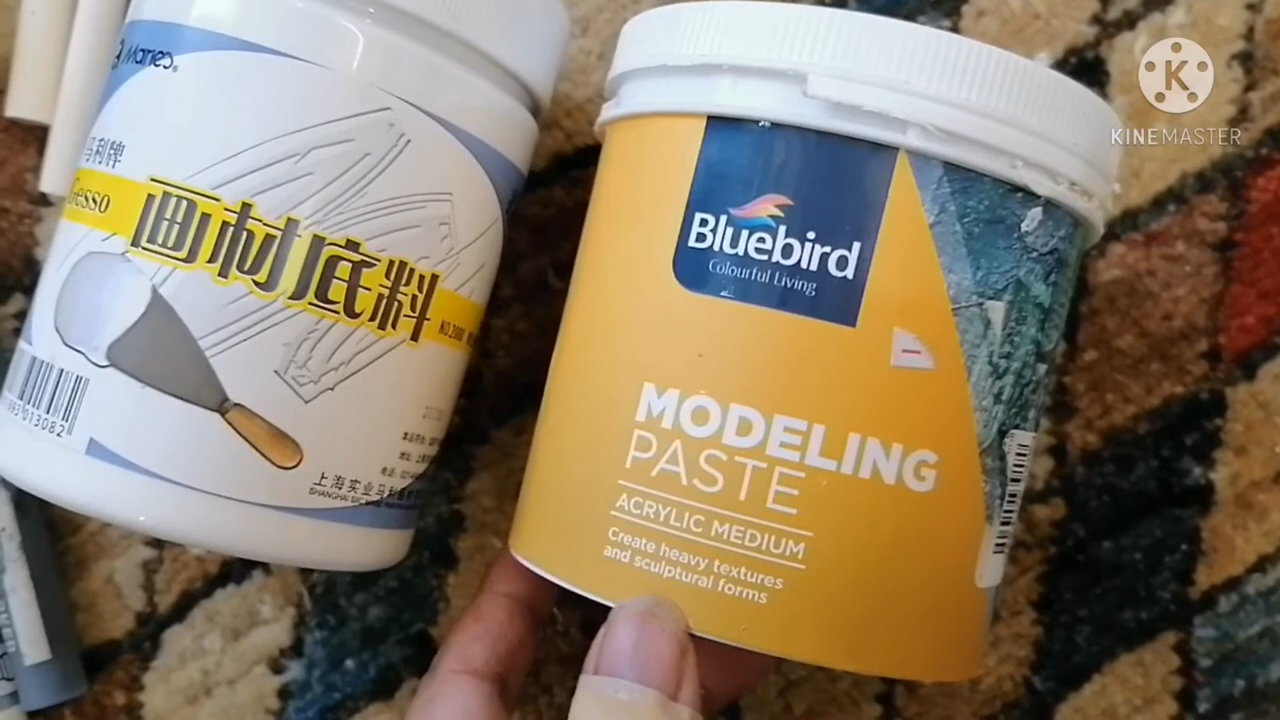 Maries
马利牌
Gesso
画材底料
上海实业马利
Bluebird
Colourful Living
MODELING
PASTE
ACRYLIC MEDIUM
Create heavy textures
and sculptural forms
KINEMASTER